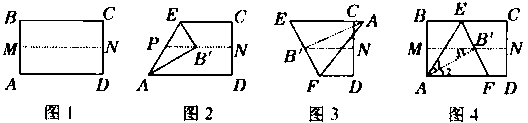 B C
M N
A D
图1
E C
P N
B'
A D
图2
E C A
B' N
F D
图3
B E C
M B' N
1
2
A F D
图4